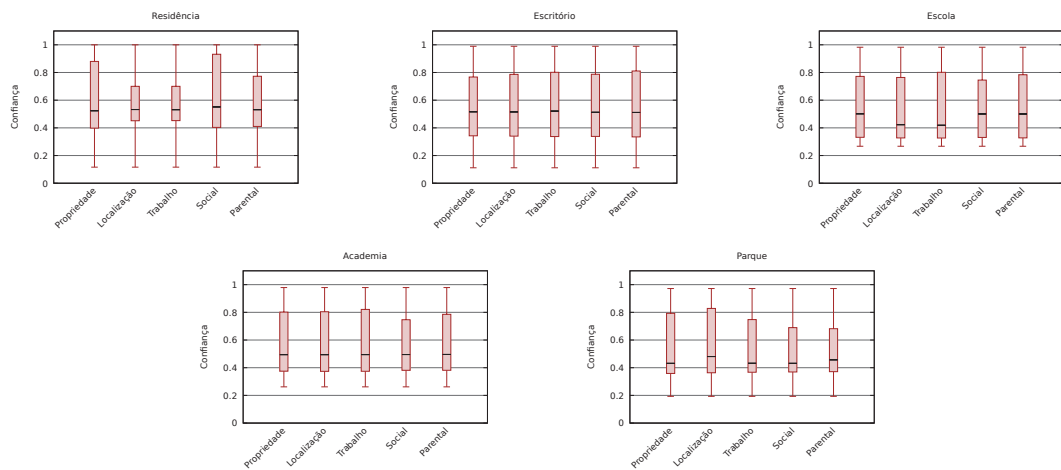 Residência
Confiança
1
0.8
0.6
0.4
0.2
0
Propriedade
Localização
Trabalho
Social
Parental
Escritório
Confiança
1
0.8
0.6
0.4
0.2
0
Propriedade
Localização
Trabalho
Social
Parental
Escola
Confiança
1
0.8
0.6
0.4
0.2
0
Propriedade
Localização
Trabalho
Social
Parental
Academia
Confiança
1
0.8
0.6
0.4
0.2
0
Propriedade
Localização
Trabalho
Social
Parental
Parque
Confiança
1
0.8
0.6
0.4
0.2
0
Propriedade
Localização
Trabalho
Social
Parental